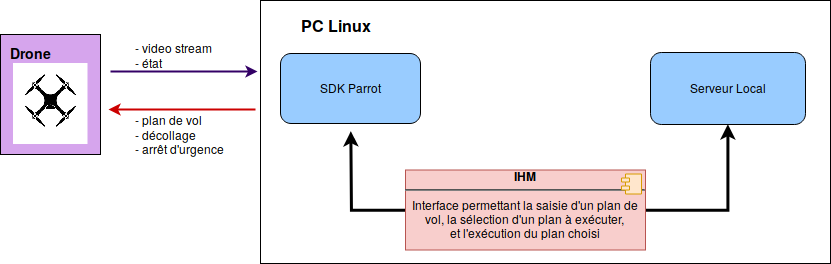 PC Linux
Drone
- video stream
- état
- plan de vol
- décollage
- arrêt d'urgence
SDK Parrot
Serveur Local
IHM
Interface permettant la saisie d'un plan de
vol, la sélection d'un plan à exécuter,
et l'exécution du plan choisi